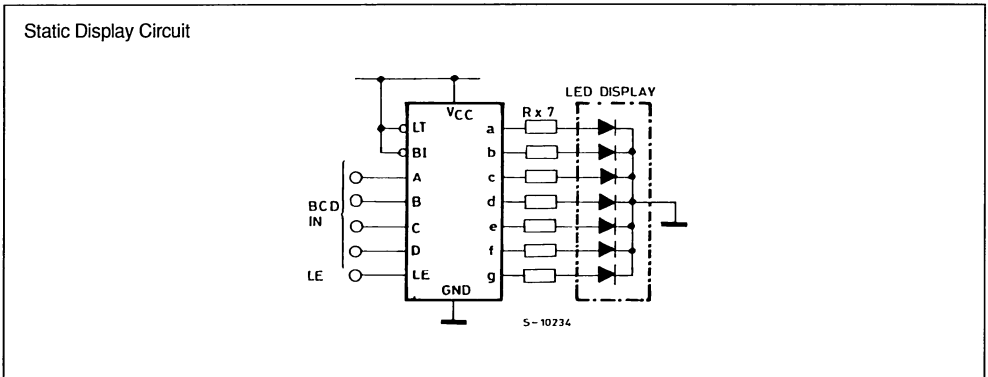 Static Display Circuit
LED DISPLAY
VCC
R x 7
LT
a
BI
b
A
c
BCD
IN
B
d
C
e
D
f
LE
LE
g
GND
S-10234